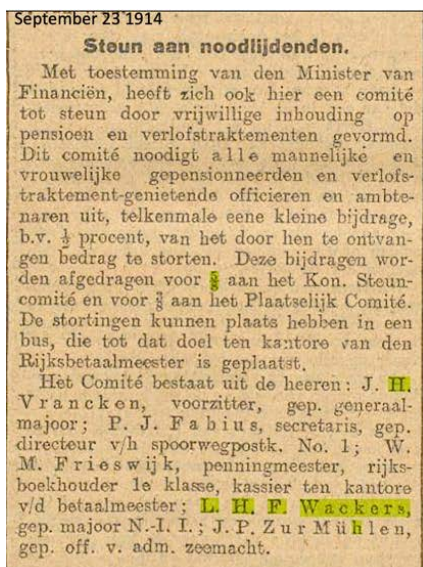 September 23 1914
Steun aan noodlijdenden.
Met toestemming van den Minister van
Financiën, heeft zich ook hier een comité
tot steun door vrijwillige inhouding op
pensioen en verlofstraktementen gevormd.
Dit comité noodigt alle mannelijke en
vrouwelijke gepensionneerden en verlofs-
traktement-genietende officieren en ambte-
naren uit, telkenmale eene kleine bijdrage,
b.v. ½ procent, van het door hen te ontvan-
gen bedrag te storten. Deze bijdragen wor-
den afgedragen voor ⅝ aan het Kon. Steun-
comité en voor ⅜ aan het Plaatselijk Comité.
De stortingen kunnen plaats hebben in een
bus, die tot dat doel ten kantore van den
Rijksbetaalmeester is geplaatst.
Het Comité bestaat uit de heeren: J. H.
Vrancken, voorzitter, gep. generaal-
majoor; P. J. Fabius, secretaris, gep.
directeur v/h spoorwegpostk. No. 1; W.
M. Frieswijk, penningmeester, rijks-
boekhouder 1e klasse, kassier ten kantore
v/d betaalmeester; L. H. F. Wackers,
gep. majoor N.-I. I.; J. P. Zur Mühlen,
gep. off. v. adm. zeemacht.